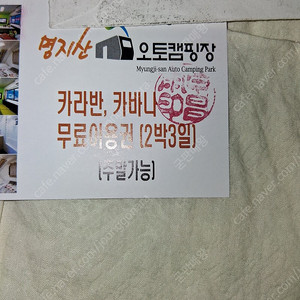 명지산 오토캠핑장
Myungji-san Auto Camping Park
카라반, 카바나
무료이용권 (2박3일)
(주말가능)